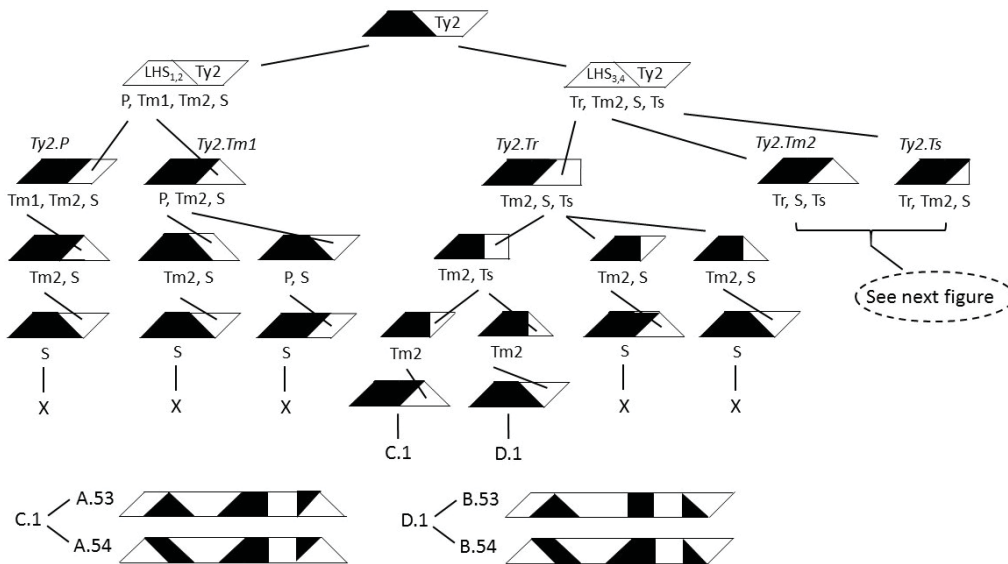 Ty2
LHS1,2 Ty2
LHS3,4 Ty2
P, Tm1, Tm2, S
Tr, Tm2, S, Ts
Ty2.P Ty2.Tm1 Ty2.Tr Ty2.Tm2 Ty2.Ts
Tm1, Tm2, S P, Tm2, S Tm2, S, Ts Tr, S, Ts Tr, Tm2, S
Tm2, S Tm2, S P, S Tm2, Ts Tm2, S Tm2, S
See next figure
S S S Tm2 Tm2 S S
X X X X X
C.1 D.1
A.53 B.53
C.1 D.1
A.54 B.54